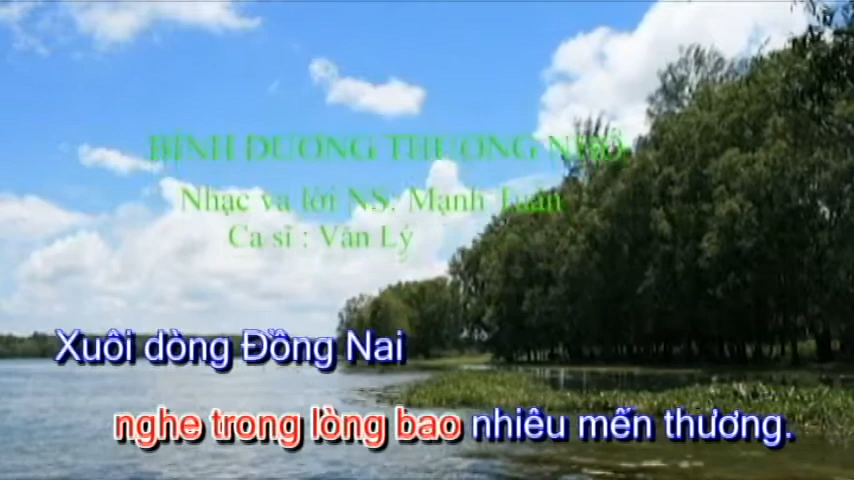 BÌNH DƯƠNG THƯƠNG NHỚ
Nhạc va lời NS: Mạnh Tuấn
Ca sĩ : Văn Lý
Xuôi dòng Đồng Nai
nghe trong lòng bao nhiêu mến thương.